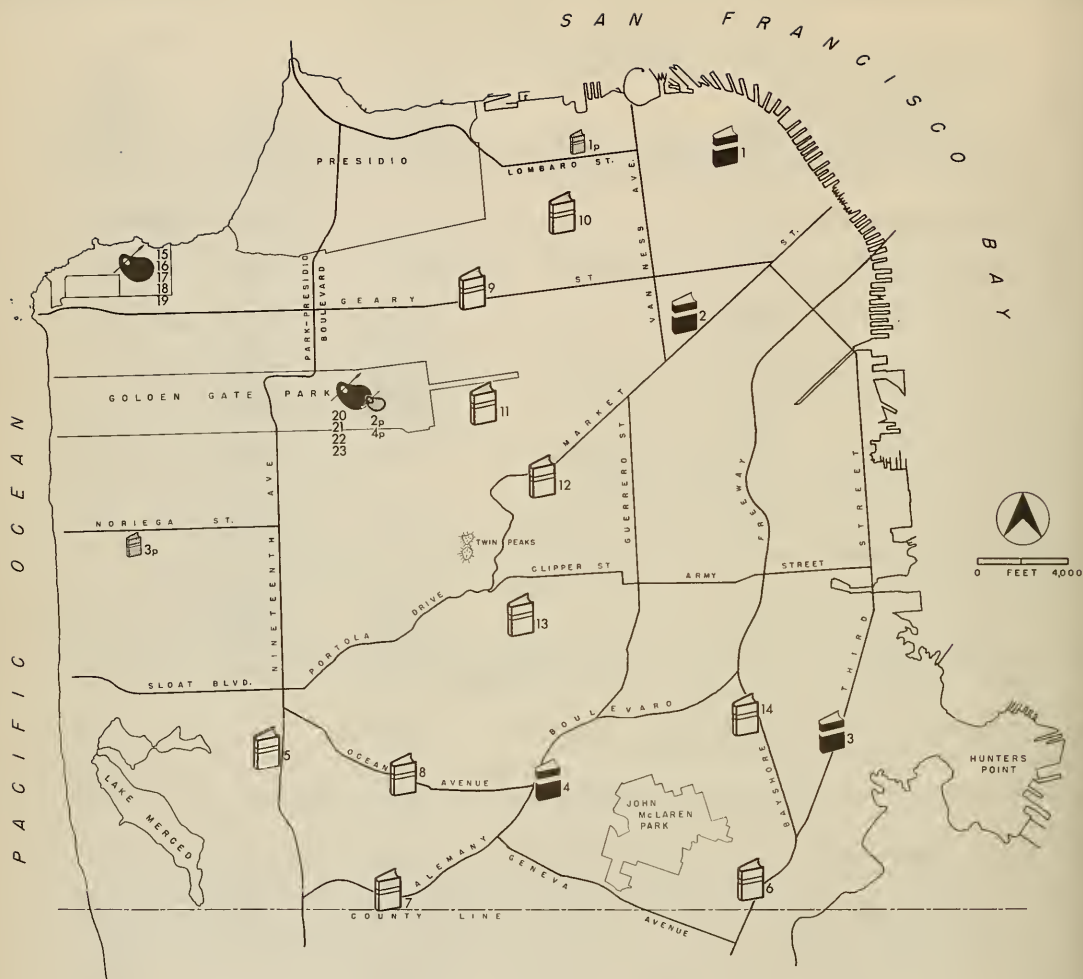 SAN FRANCISCO BAY
PACIFIC OCEAN
PRESIDIO
1p
LOMBARD ST.
1
VAN NESS AVE.
10
15
16
17
18
19
PARK-PRESIDIO
BOULEVARD
GEARY ST
9
2
MARKET ST.
GOLDEN GATE PARK
20
21
22
23
2p
4p
11
12
GUERRERO ST.
FREEWAY
THIRD STREET
NINETEENTH AVE
NORIEGA ST.
3p
TWIN PEAKS
CLIPPER ST
ARMY STREET
0 FEET 4,000
PORTOLA DRIVE
13
SLOAT BLVD.
BOULEVARD
14
3
5
OCEAN AVENUE
8
4
BAYSHORE
HUNTERS
POINT
LAKE MERCED
JOHN
McLAREN
PARK
ALEMANY
GENEVA AVENUE
6
7
COUNTY LINE